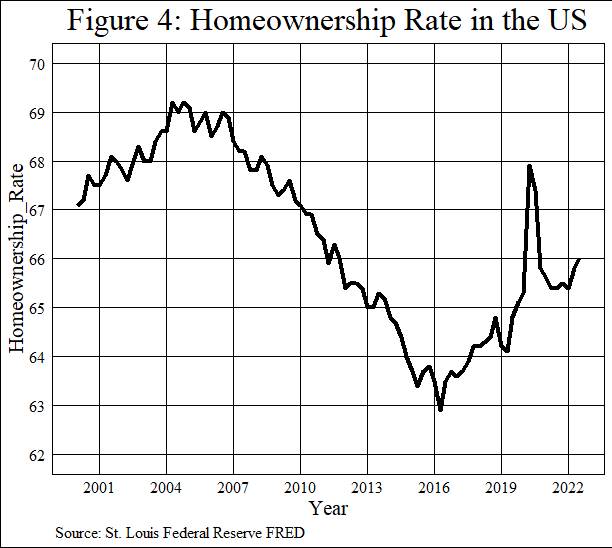 Figure 4: Homeownership Rate in the US
70
69
68
67
66
65
64
63
62
Homeownership_Rate
2001 2004 2007 2010 2013 2016 2019 2022
Year
Source: St. Louis Federal Reserve FRED